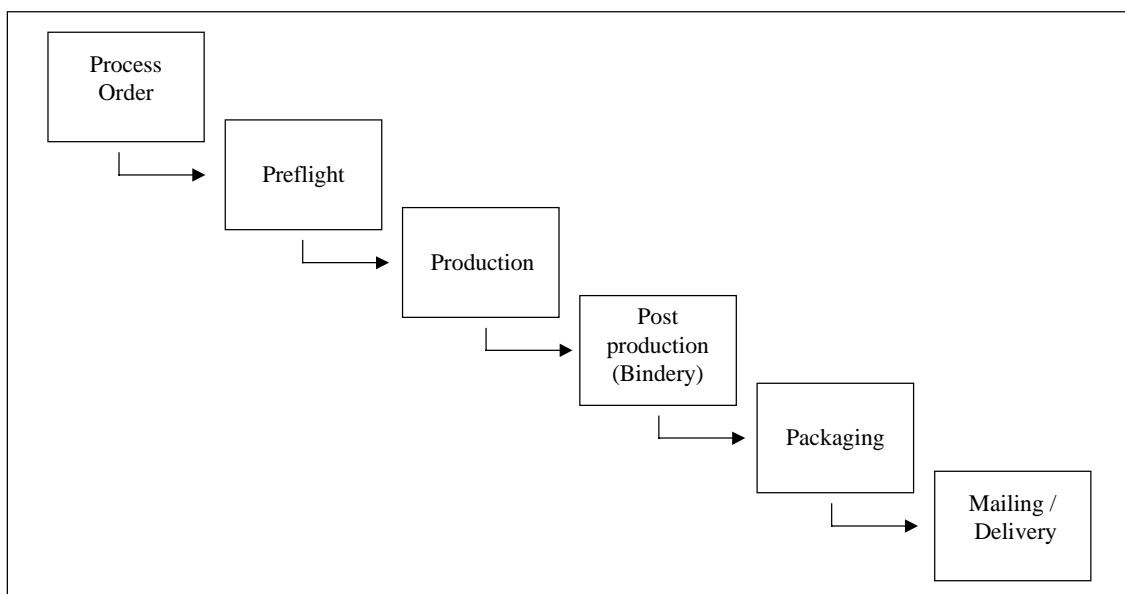 Process
Order
Preflight
Production
Post
production
(Bindery)
Packaging
Mailing /
Delivery